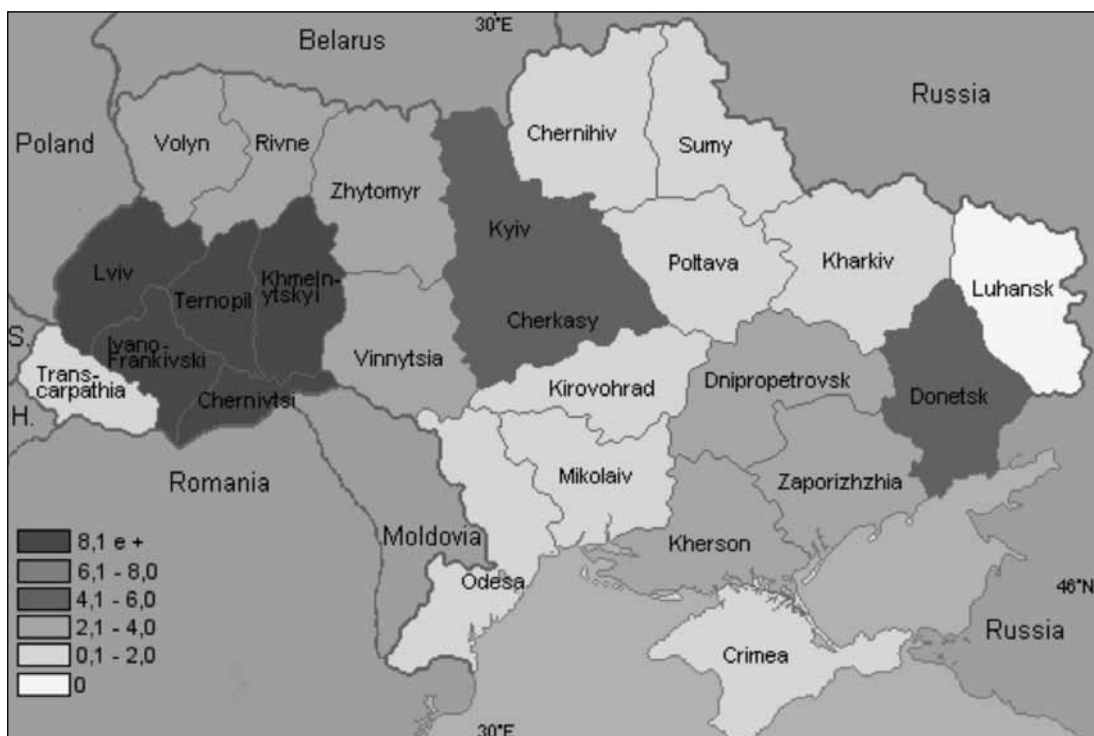 30°E
Belarus
Russia
Poland
Volyn
Rivne
Chernihiv
Sumy
Zhytomyr
Kyiv
Poltava
Kharkiv
Lviv
Ternopil
Khmeln-
ytskyi
Luhansk
Cherkasy
S.
Ivano-
Frankivski
Trans-
carpathia
Vinnytsia
Kirovohrad
Dnipropetrovsk
Donetsk
Chernivtsi
H.
Romania
Mikolaiv
Zaporizhzhia
Moldovia
Kherson
8,1 e +
6,1 - 8,0
4,1 - 6,0
2,1 - 4,0
0,1 - 2,0
0
Odesa
46°N
Russia
Crimea
30°E